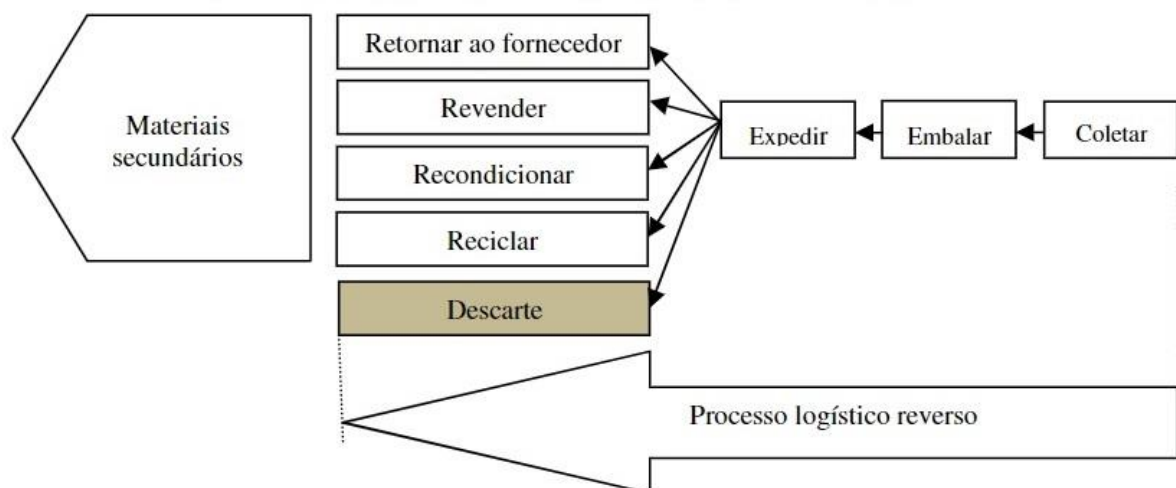 Retornar ao fornecedor
Revender
Materiais
secundários
Expedir
Embalar
Coletar
Recondicionar
Reciclar
Descarte
Processo logístico reverso